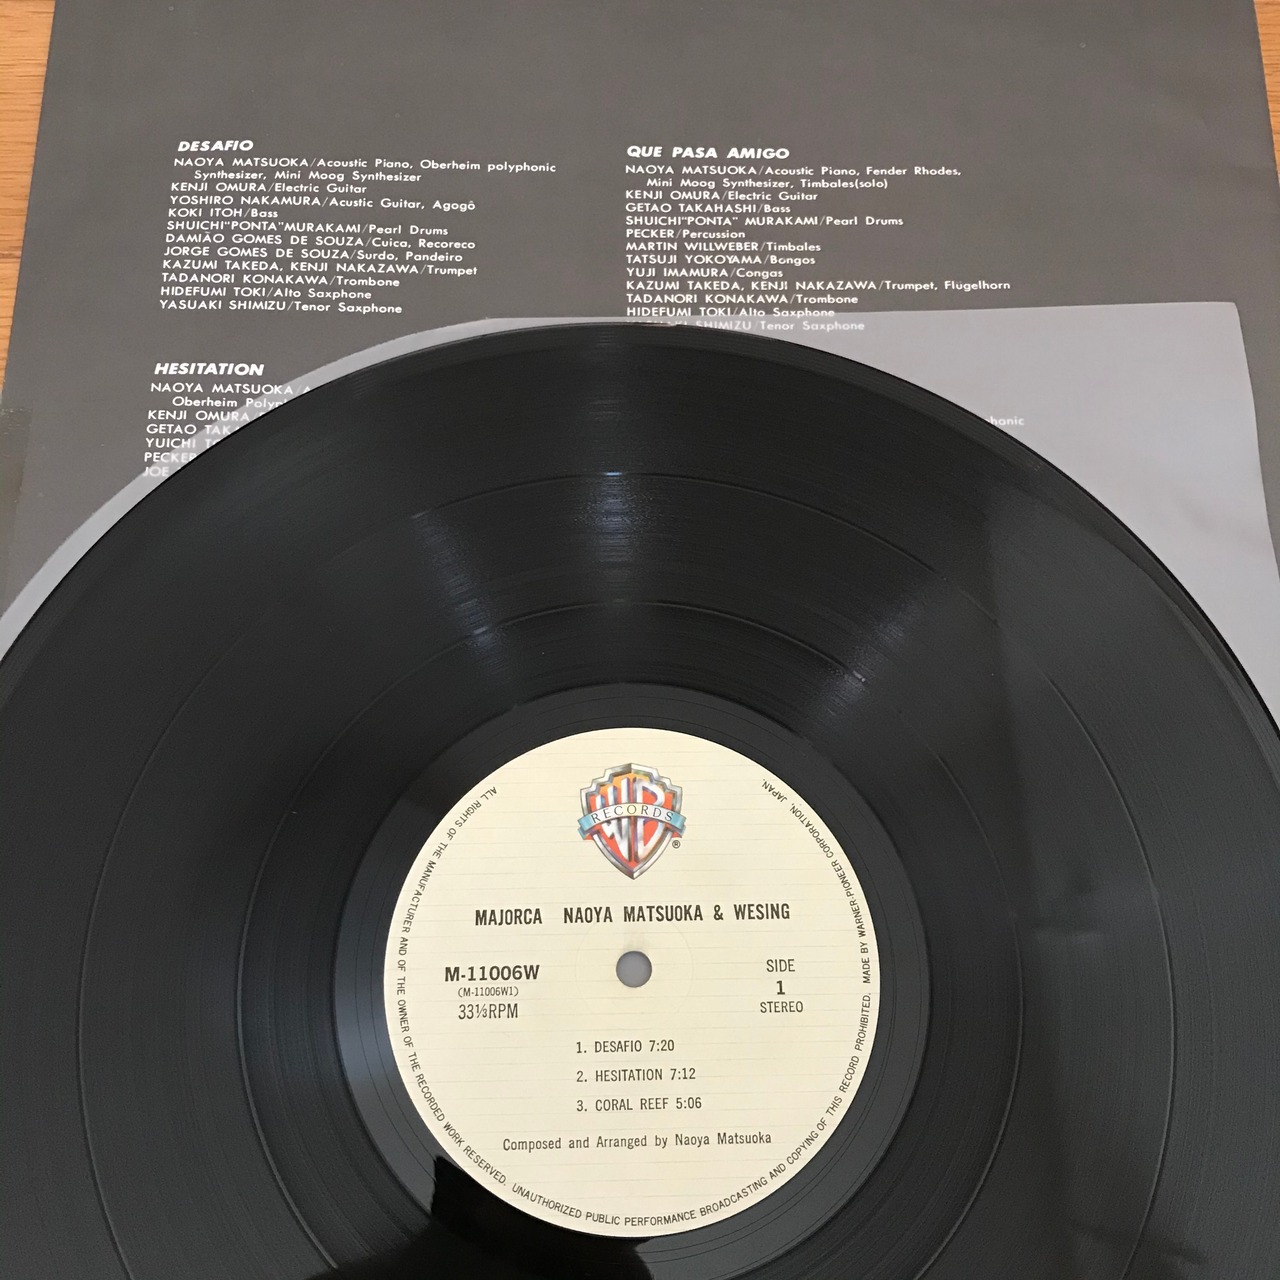 DESAFIO
NAOYA MATSUOKA/Acoustic Piano, Oberheim polyphonic
Synthesizer, Mini Moog Synthesizer
KENJI OMURA/Electric Guitar
YOSHIRO NAKAMURA/Acustic Guitar, Agogô
KOKI ITOH/Bass
SHUICHI"PONTA"MURAKAMI/Pearl Drums
DAMIÃO GOMES DE SOUZA/Cuica, Recoreco
JORGE GOMES DE SOUZA/Surdo, Pandeiro
KAZUMI TAKEDA, KENJI NAKAZAWA/Trumpet
TADANORI KONAKAWA/Trombone
HIDEFUMI TOKI/Alto Saxphone
YASUAKI SHIMIZU/Tenor Saxphone
HESITATION
NAOYA MATSUOKA/
Oberheim
KENJI OMURA/
GETAO
YUICHI
PECKER
JOE
QUE PASA AMIGO
NAOYA MATSUOKA/Acoustic Piano, Fender Rhodes,
Mini Moog Synthesizer, Timbales(solo)
KENJI OMURA/Electric Guitar
GETAO TAKAHASHI/Bass
SHUICHI"PONTA" MURAKAMI/Pearl Drums
PECKER/Percussion
MARTIN WILLWEBER/Timbales
TATSUJI YOKOYAMA/Bongos
YUJI IMAMURA/Congas
KAZUMI TAKEDA, KENJI NAKAZAWA/Trumpet, Flügelhorn
TADANORI KONAKAWA/Trombone
HIDEFUMI TOKI/Alto Saxphone
SHIMIZU/Tenor Saxphone
WB
RECORDS
®
MAJORCA NAOYA MATSUOKA & WESING
M-11006W
(M-11006W1)
33⅓RPM
SIDE
1
STEREO
1. DESAFIO 7:20
2. HESITATION 7:12
3. CORAL REEF 5:06
Composed and Arranged by Naoya Matsuoka
ALL RIGHTS OF THE MANUFACTURER AND OF THE OWNER OF THE RECORDED WORK RESERVED. UNAUTHORIZED PUBLIC PERFORMANCE BROADCASTING AND COPYING OF THIS RECORD PROHIBITED. MADE BY WARNER-PIONEER CORPORATION, JAPAN.